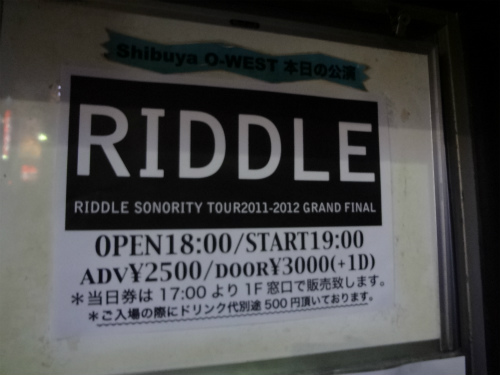 Shibuya O-WEST 本日の公演
RIDDLE
RIDDLE SONORITY TOUR2011-2012 GRAND FINAL
OPEN18:00/START19:00
ADV¥2500/DOOR¥3000(+1D)
＊当日券は 17:00 より 1F 窓口で販売致します。
＊ご入場の際にドリンク代別途 500 円頂いております。